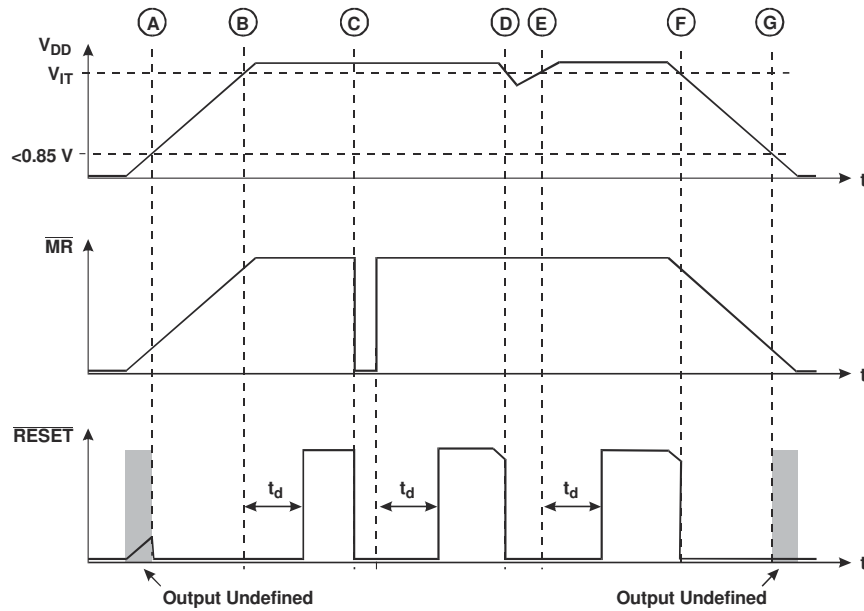 A B C D E F G
VDD
VIT
<0.85 V
t
MR
t
RESET
td td td
t
Output Undefined Output Undefined